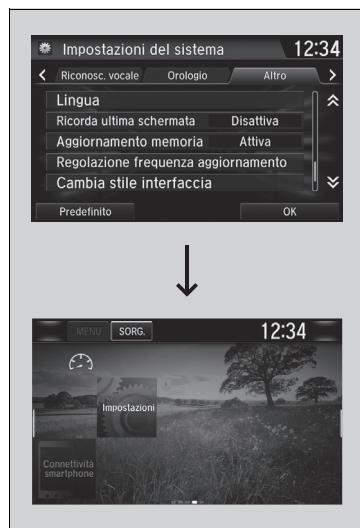 Impostazioni del sistema 12:34
Riconosc. vocale Orologio Altro
Lingua
Ricorda ultima schermata Disattiva
Aggiornamento memoria Attiva
Regolazione frequenza aggiornamento
Cambia stile interfaccia
Predefinito OK
MENU SORG. 12:34
Impostazioni
Connettività
smartphone